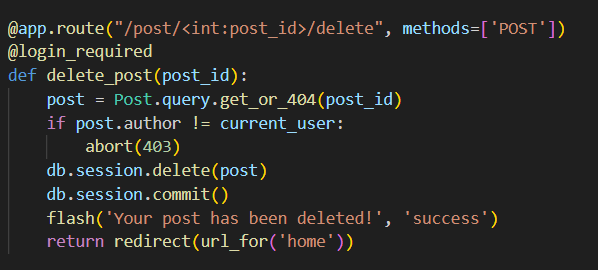 @app.route("/post/<int:post_id>/delete", methods=['POST'])
@login_required
def delete_post(post_id):
    post = Post.query.get_or_404(post_id)
    if post.author != current_user:
        abort(403)
    db.session.delete(post)
    db.session.commit()
    flash('Your post has been deleted!', 'success')
    return redirect(url_for('home'))